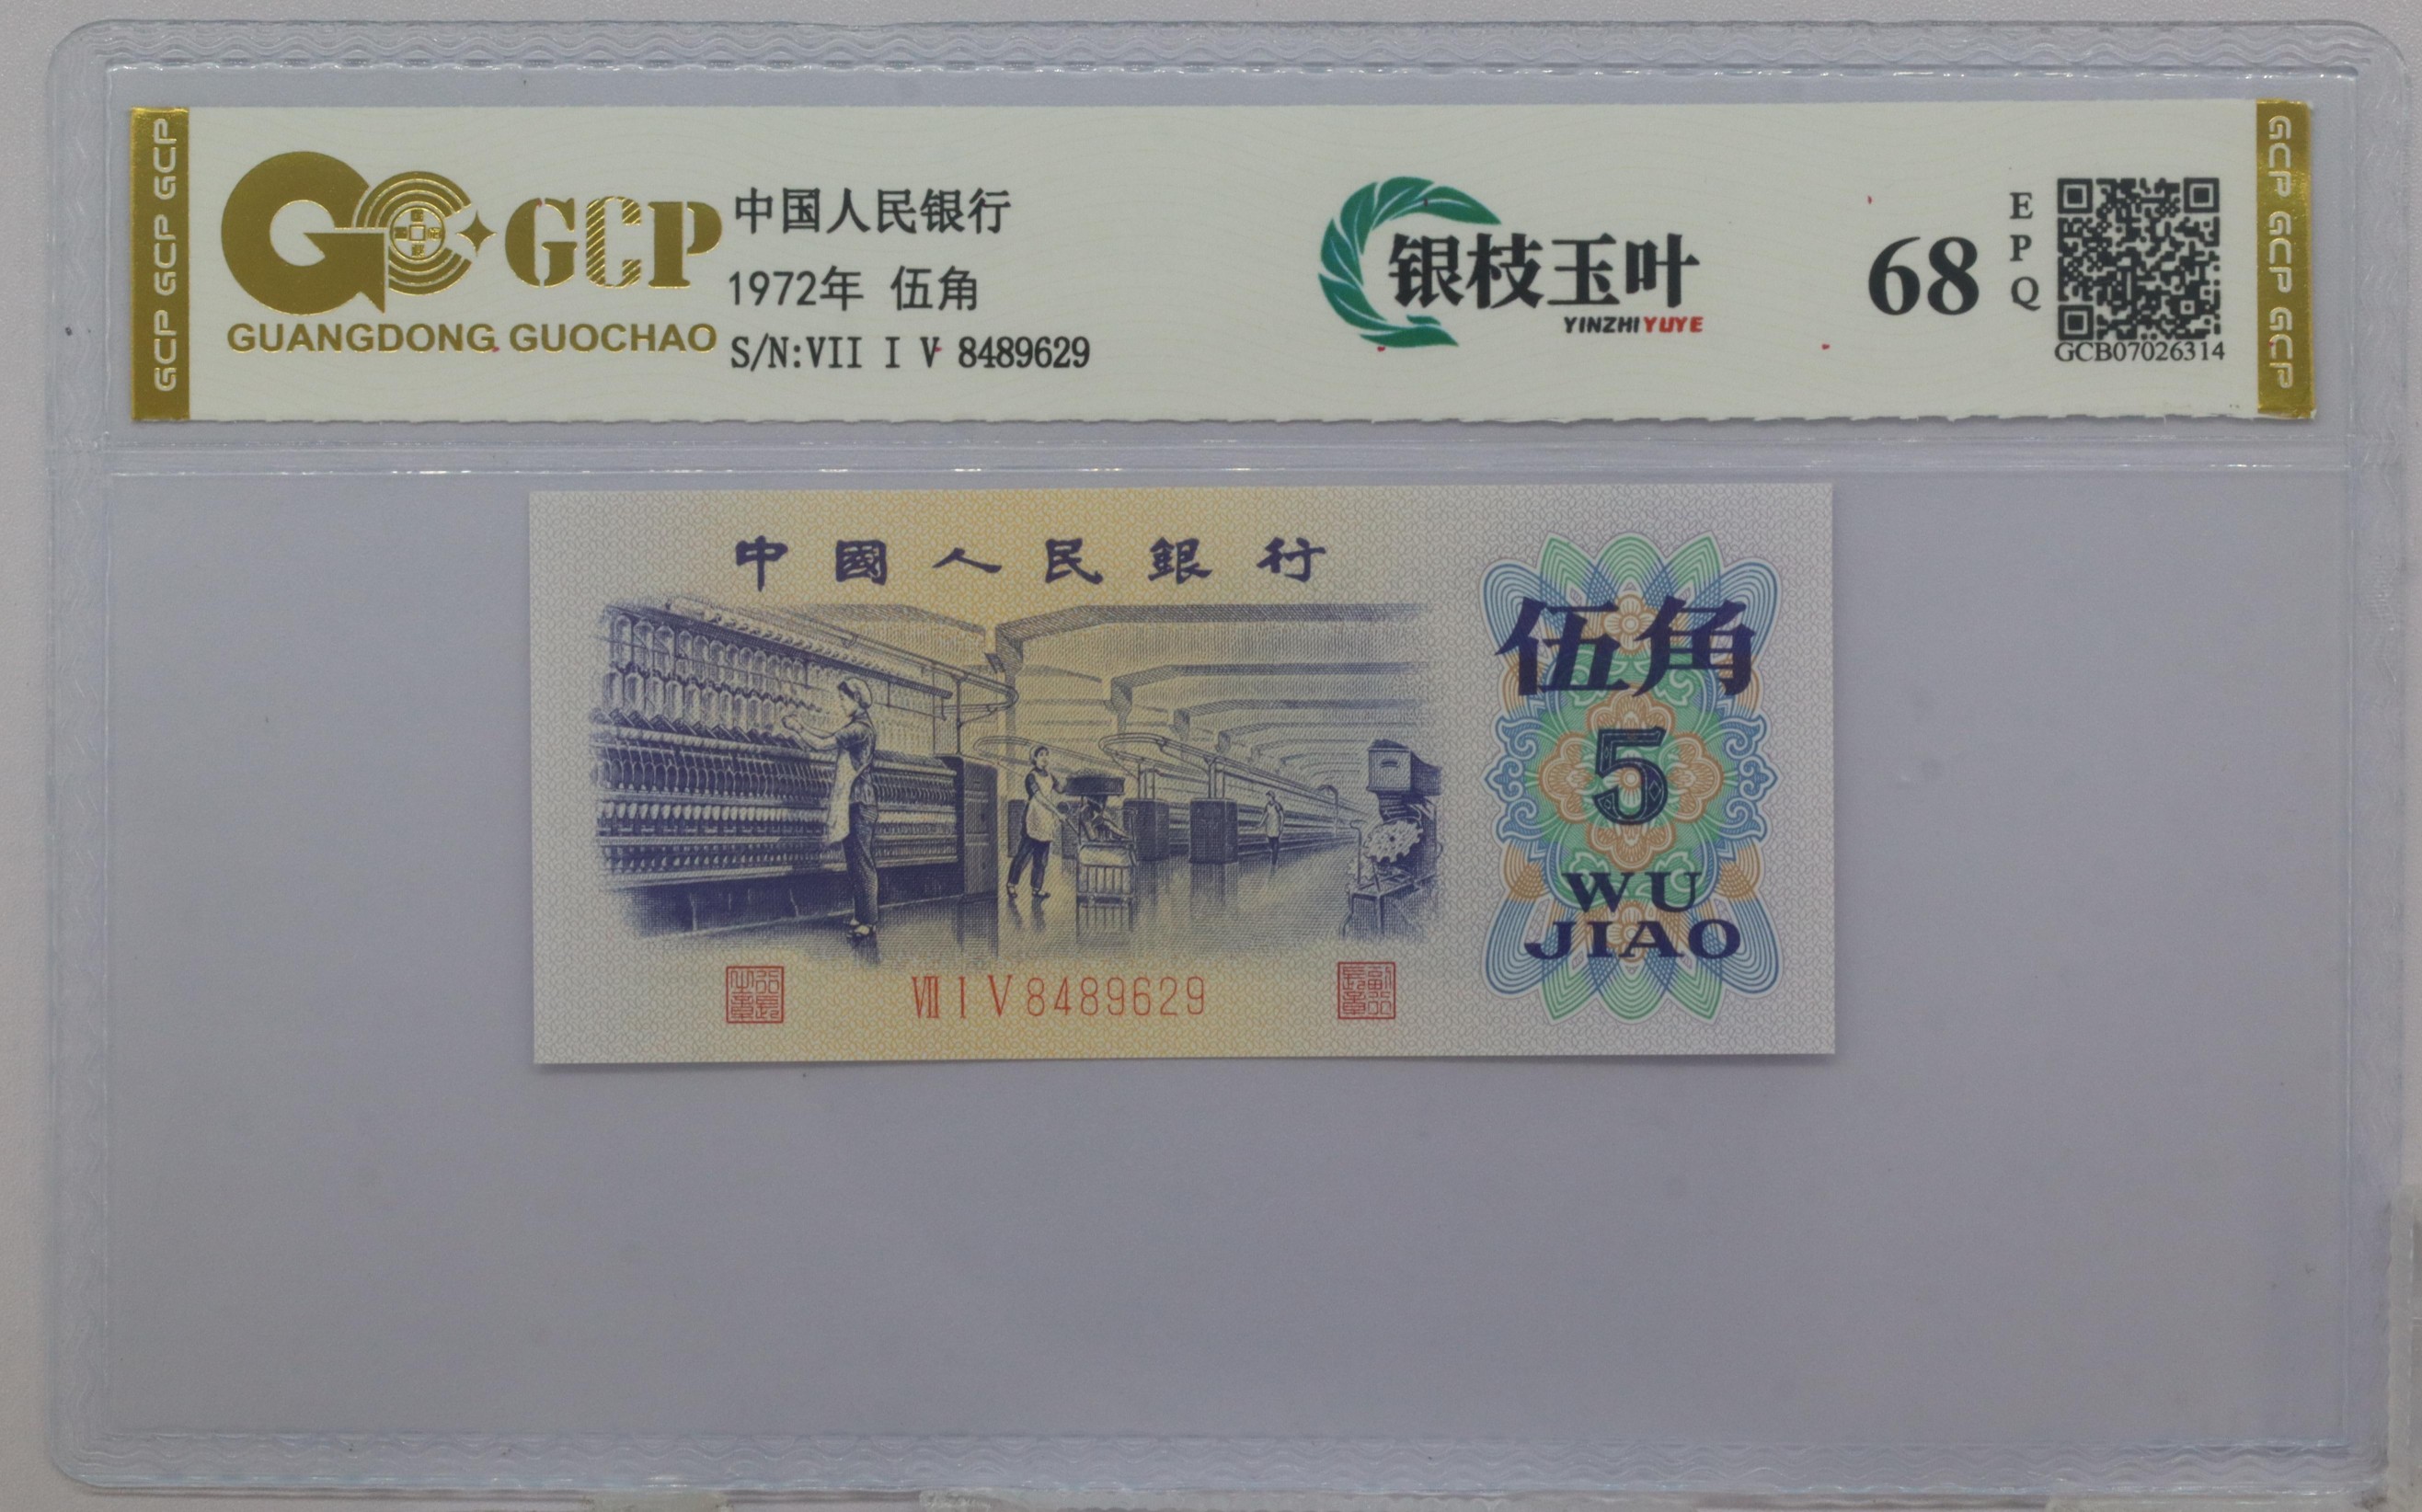 GCP GCP GCP
GCP
GUANGDONG GUOCHAO
中国人民银行
1972年 伍角
S/N:VII I V 8489629
银枝玉叶
YINZHIYUYE
68
EPQ
GCB07026314
GCP GCP GCP
中國人民銀行
伍角
5
WU
JIAO
VII I V 8489629